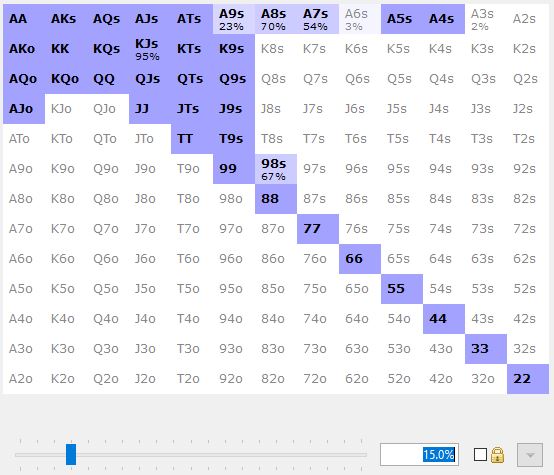 AA AKs AQs AJs ATs A9s 23% A8s 70% A7s 54% A6s 3% A5s A4s A3s 2% A2s
AKo KK KQs KJs 95% KTs K9s K8s K7s K6s K5s K4s K3s K2s
AQo KQo QQ QJs QTs Q9s Q8s Q7s Q6s Q5s Q4s Q3s Q2s
AJo KJo QJo JJ JTs J9s J8s J7s J6s J5s J4s J3s J2s
ATo KTo QTo JTo TT T9s T8s T7s T6s T5s T4s T3s T2s
A9o K9o Q9o J9o T9o 99 98s 67% 97s 96s 95s 94s 93s 92s
A8o K8o Q8o J8o T8o 98o 88 87s 86s 85s 84s 83s 82s
A7o K7o Q7o J7o T7o 97o 87o 77 76s 75s 74s 73s 72s
A6o K6o Q6o J6o T6o 96o 86o 76o 66 65s 64s 63s 62s
A5o K5o Q5o J5o T5o 95o 85o 75o 65o 55 54s 53s 52s
A4o K4o Q4o J4o T4o 94o 84o 74o 64o 54o 44 43s 42s
A3o K3o Q3o J3o T3o 93o 83o 73o 63o 53o 43o 33 32s
A2o K2o Q2o J2o T2o 92o 82o 72o 62o 52o 42o 32o 22
15.0%